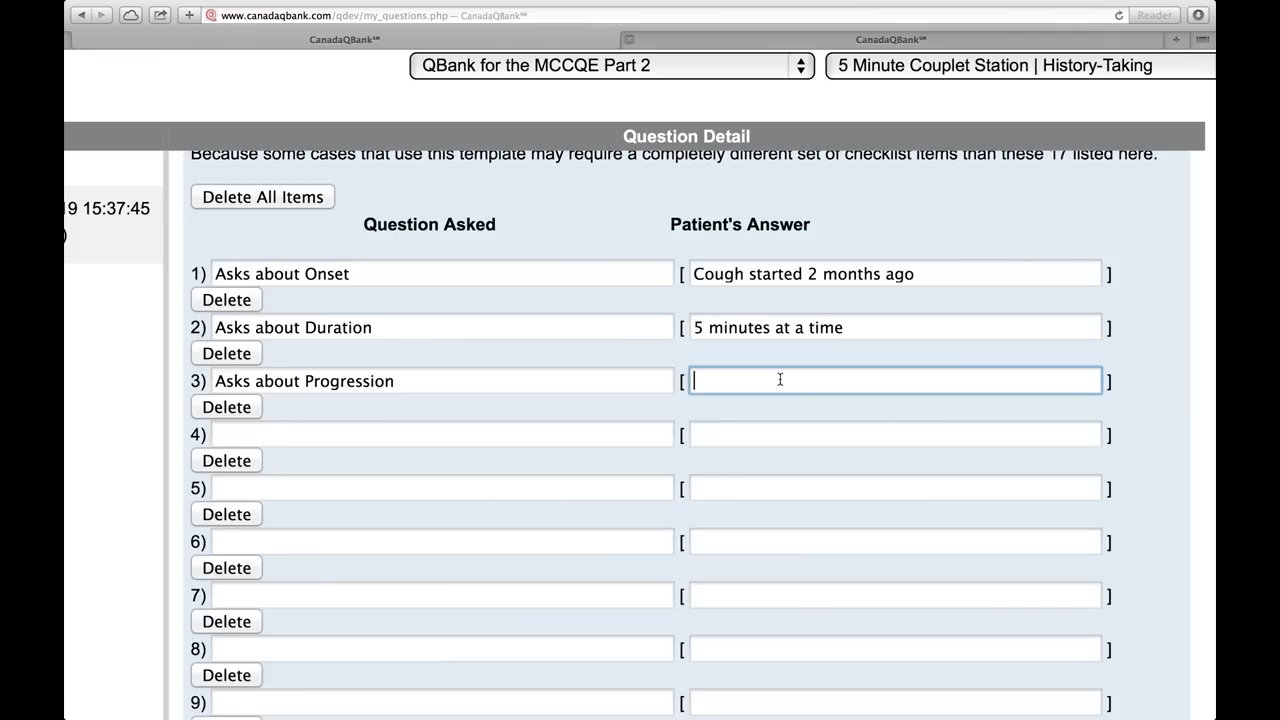 www.canadaqbank.com/qdev/my_questions.php — CanadaQBank℠
Reader
CanadaQBank℠
CanadaQBank℠
QBank for the MCCQE Part 2
5 Minute Couplet Station | History-Taking
Question Detail
Because some cases that use this template may require a completely different set of checklist items than these 17 listed here.
19 15:37:45
)
Delete All Items
Question Asked Patient's Answer
1) Asks about Onset [ Cough started 2 months ago ]
Delete
2) Asks about Duration [ 5 minutes at a time ]
Delete
3) Asks about Progression [ ]
Delete
4) [ ]
Delete
5) [ ]
Delete
6) [ ]
Delete
7) [ ]
Delete
8) [ ]
Delete
9) [ ]